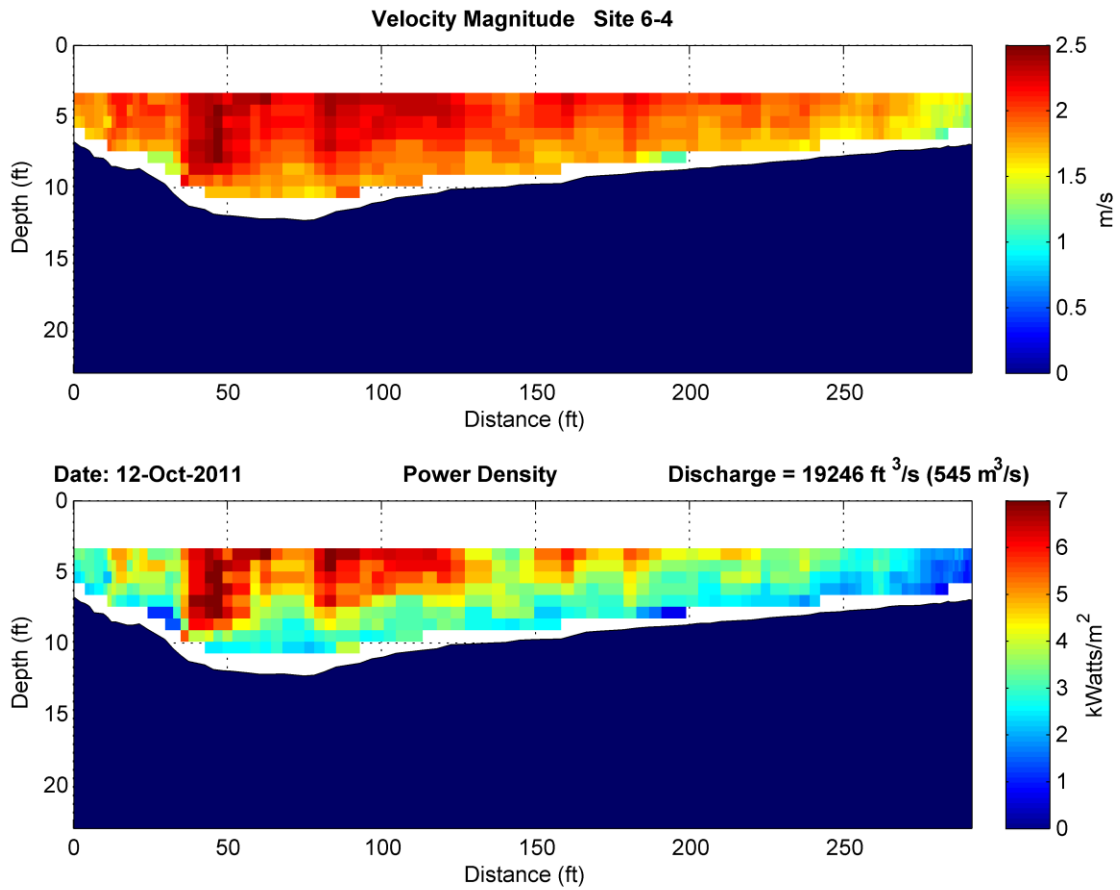 Velocity Magnitude Site 6-4
0
5
10
15
20
Depth (ft)
0 50 100 150 200 250
Distance (ft)
2.5
2
1.5
1
0.5
0
m/s
Date: 12-Oct-2011 Power Density Discharge = 19246 ft ³/s (545 m³/s)
0
5
10
15
20
Depth (ft)
0 50 100 150 200 250
Distance (ft)
7
6
5
4
3
2
1
0
kWatts/m²